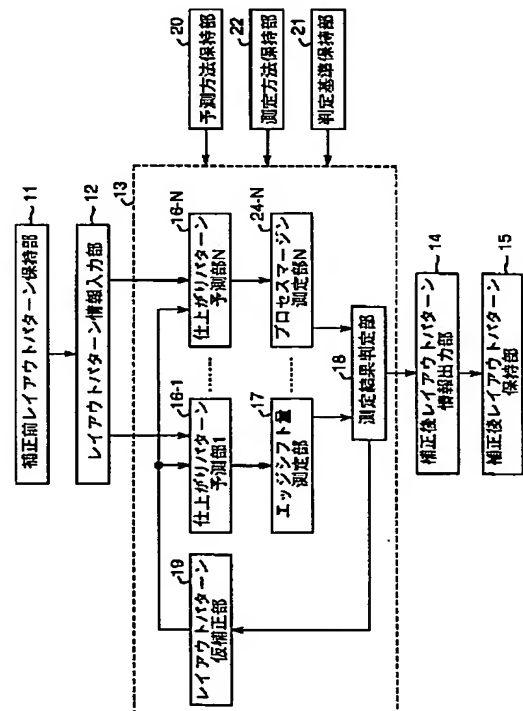 補正前レイアウトパターン保持部
11
レイアウトパターン情報入力部
12
13
予測方法保持部
20
測定方法保持部
22
判定基準保持部
21
レイアウトパターン
仮補正部
19
仕上がりパターン
予測部1
16-1
………
仕上がりパターン
予測部N
16-N
エッジシフト量
測定部
17
………
プロセスマージン
測定部N
24-N
測定結果判定部
18
補正後レイアウトパターン
情報出力部
14
補正後レイアウトパターン
保持部
15